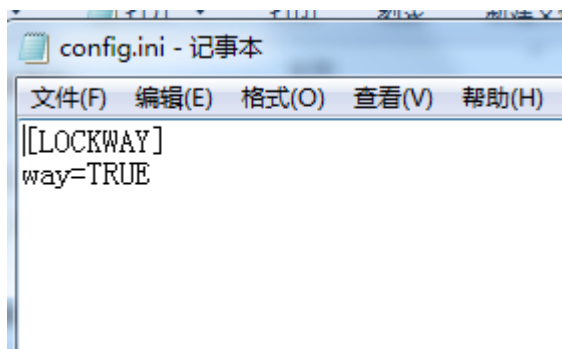 config.ini - 记事本
文件(F) 编辑(E) 格式(O) 查看(V) 帮助(H)
[LOCKWAY]
way=TRUE